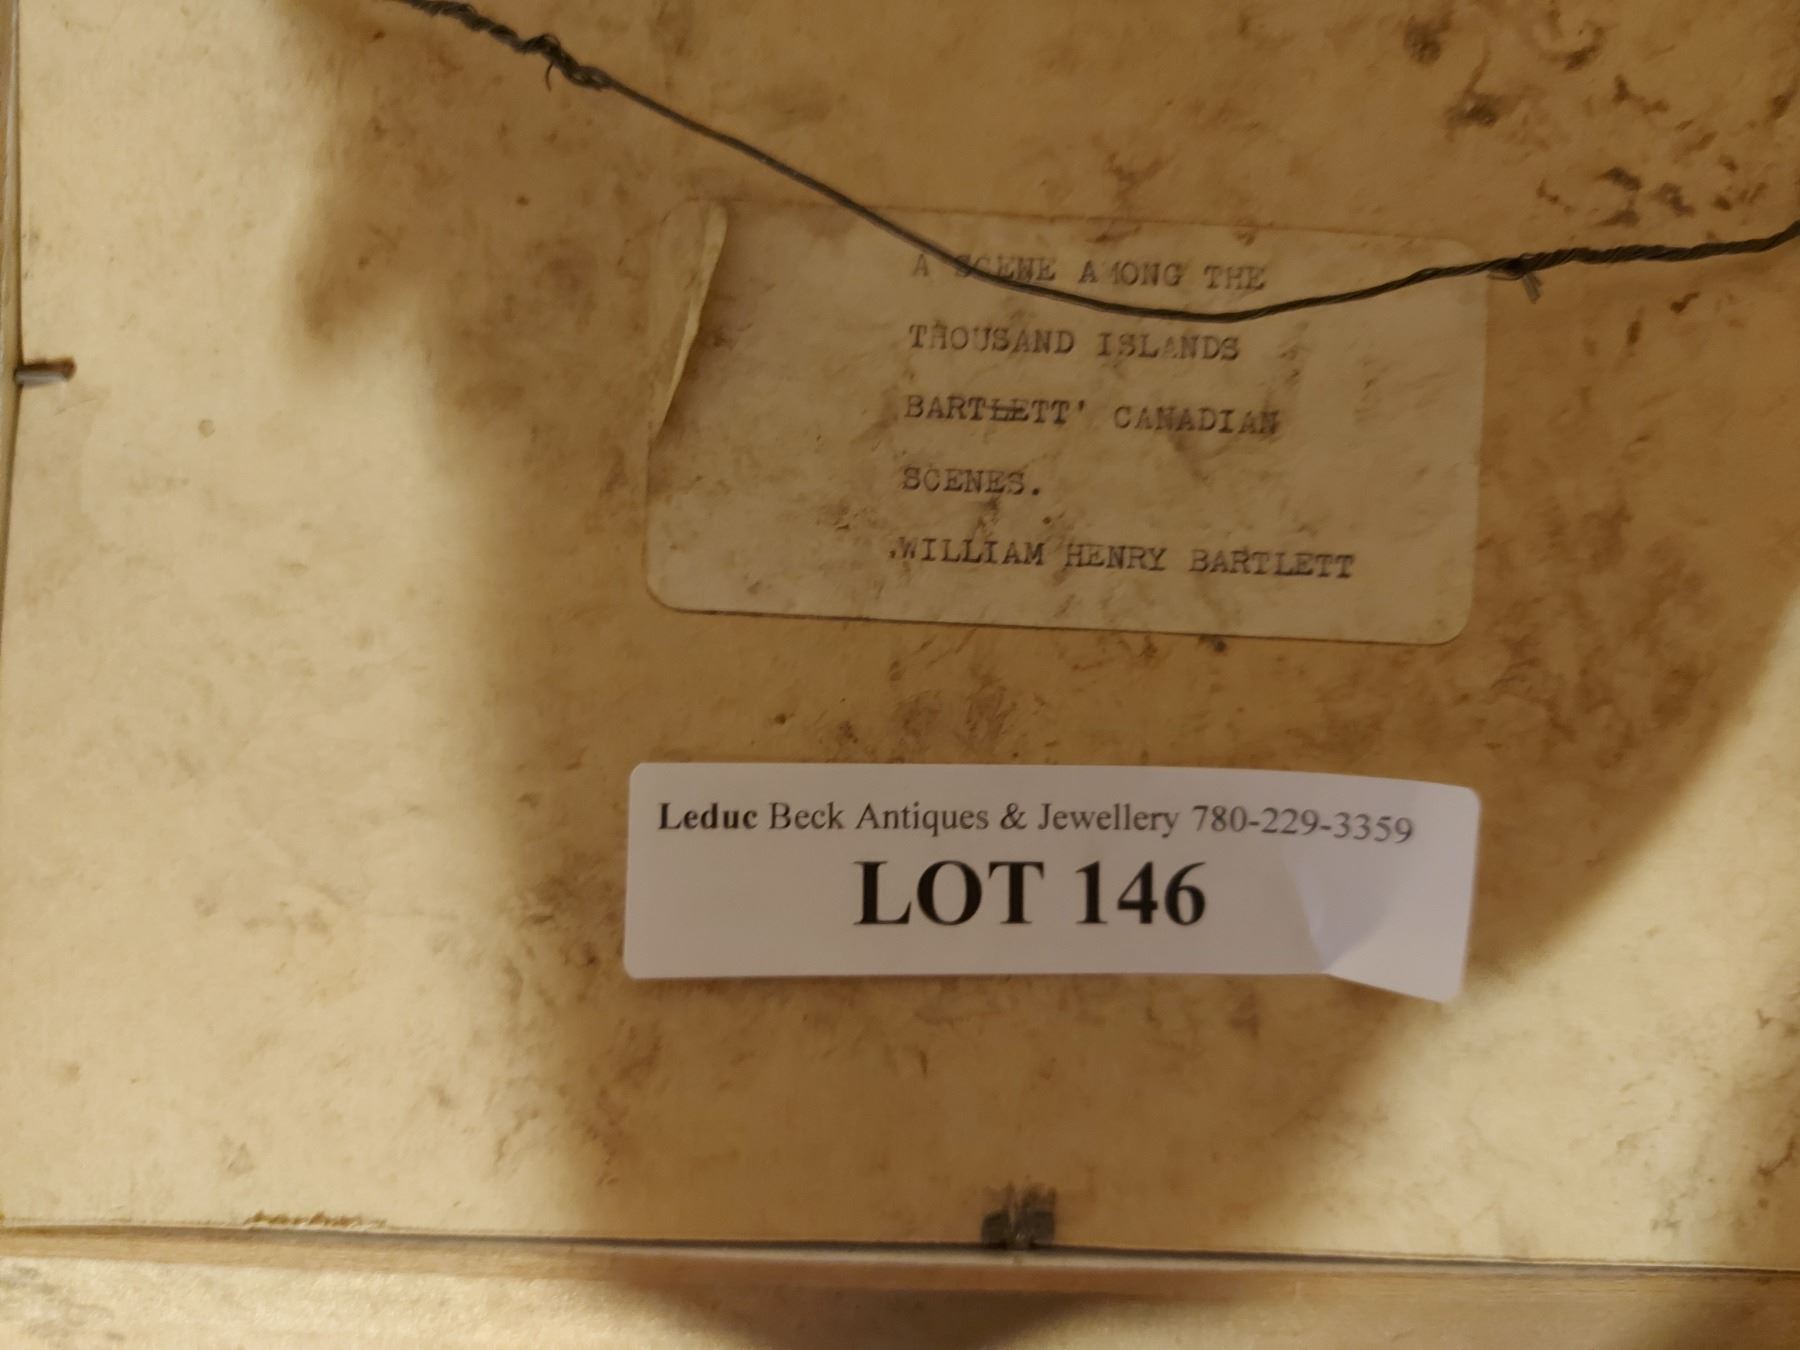 A SCENE AMONG THE
THOUSAND ISLANDS
BARTLETT' CANADIAN
SCENES.
WILLIAM HENRY BARTLETT
Leduc Beck Antiques & Jewellery 780-229-3359
LOT 146